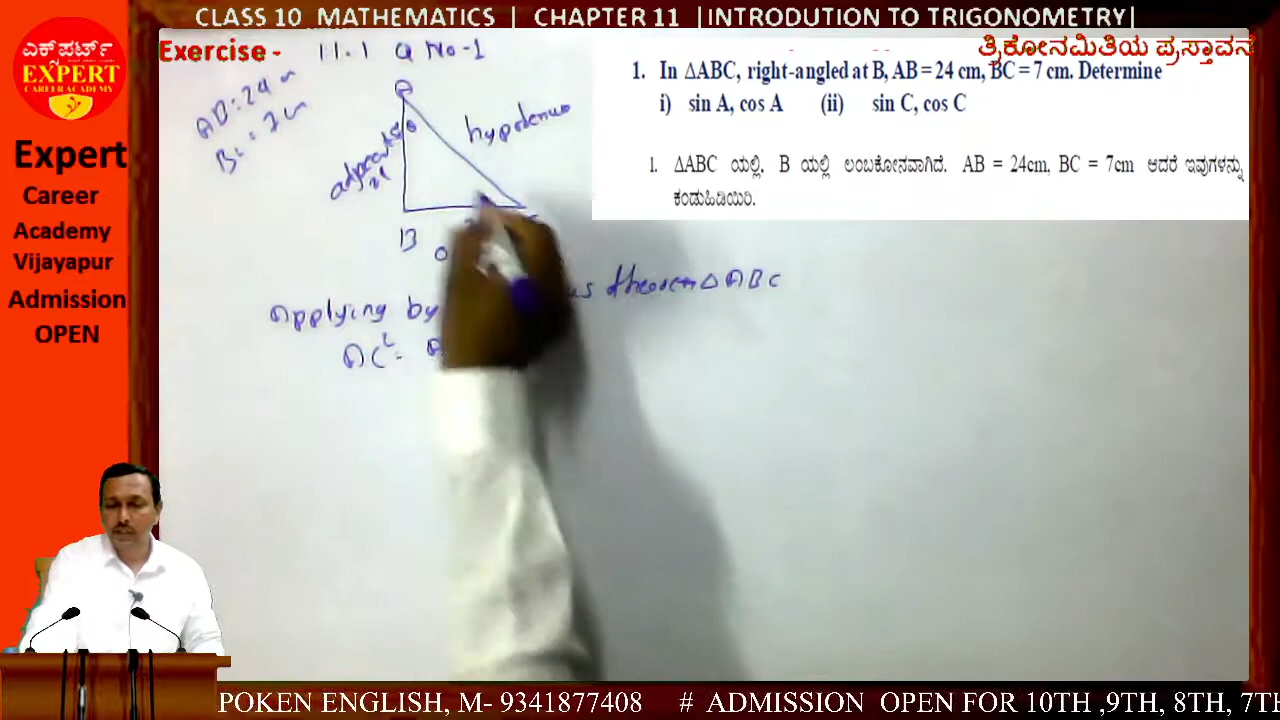 CLASS 10 MATHEMATICS | CHAPTER 11 |INTRODUTION TO TRIGONOMETRY|
ತ್ರಿಕೋನಮಿತಿಯ ಪ್ರಸ್ತಾವನೆ
ಎಕ್ಸ್‌ಪರ್ಟ್
EXPERT
CAREER ACADEMY
Expert
Career
Academy
Vijayapur
Admission
OPEN
Exercise - 11.1 Q No-1
AB = 24 cm
BC = 7 cm
A
θ
hypotenus
24
B
Applying by
us theorem △ ABC
AC² =
1. In ΔABC, right-angled at B, AB = 24 cm, BC = 7 cm. Determine
i) sin A, cos A (ii) sin C, cos C
1. ΔABC ಯಲ್ಲಿ, B ಯಲ್ಲಿ ಲಂಬಕೋನವಾಗಿದೆ. AB = 24cm, BC = 7cm ಆದರೆ ಇವುಗಳನ್ನು
ಕಂಡುಹಿಡಿಯಿರಿ.
POKEN ENGLISH, M- 9341877408 # ADMISSION OPEN FOR 10TH ,9TH, 8TH, 7TH